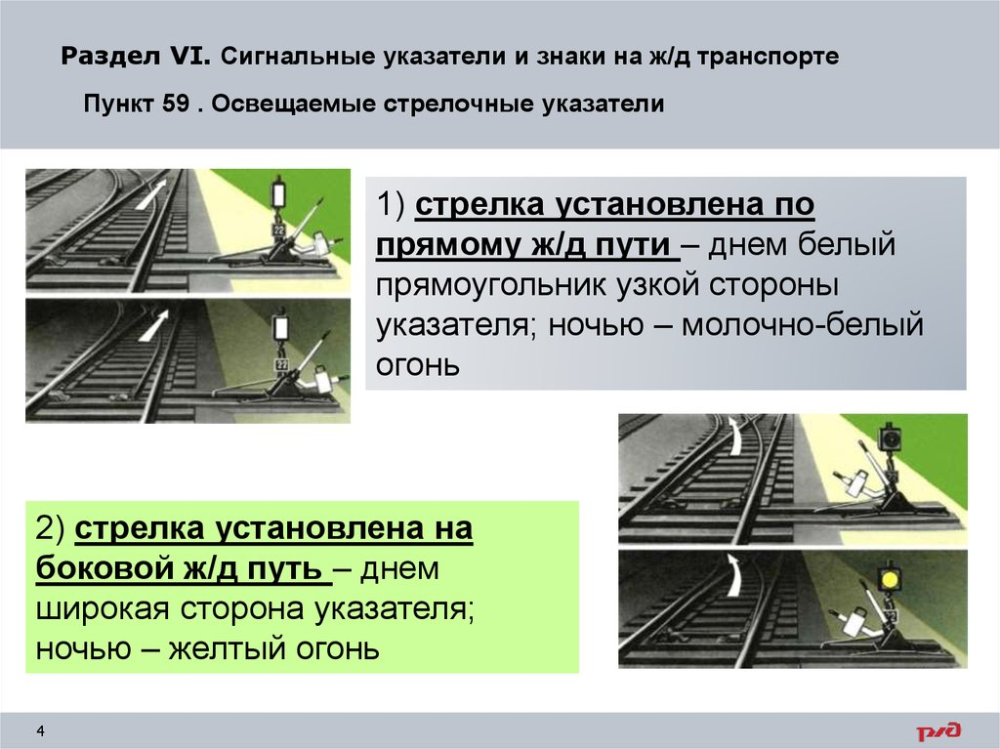 Раздел VI. Сигнальные указатели и знаки на ж/д транспорте
Пункт 59 . Освещаемые стрелочные указатели
1) стрелка установлена по
прямому ж/д пути – днем белый
прямоугольник узкой стороны
указателя; ночью – молочно-белый
огонь
22
22
2) стрелка установлена на
боковой ж/д путь – днем
широкая сторона указателя;
ночью – желтый огонь
4
ржд